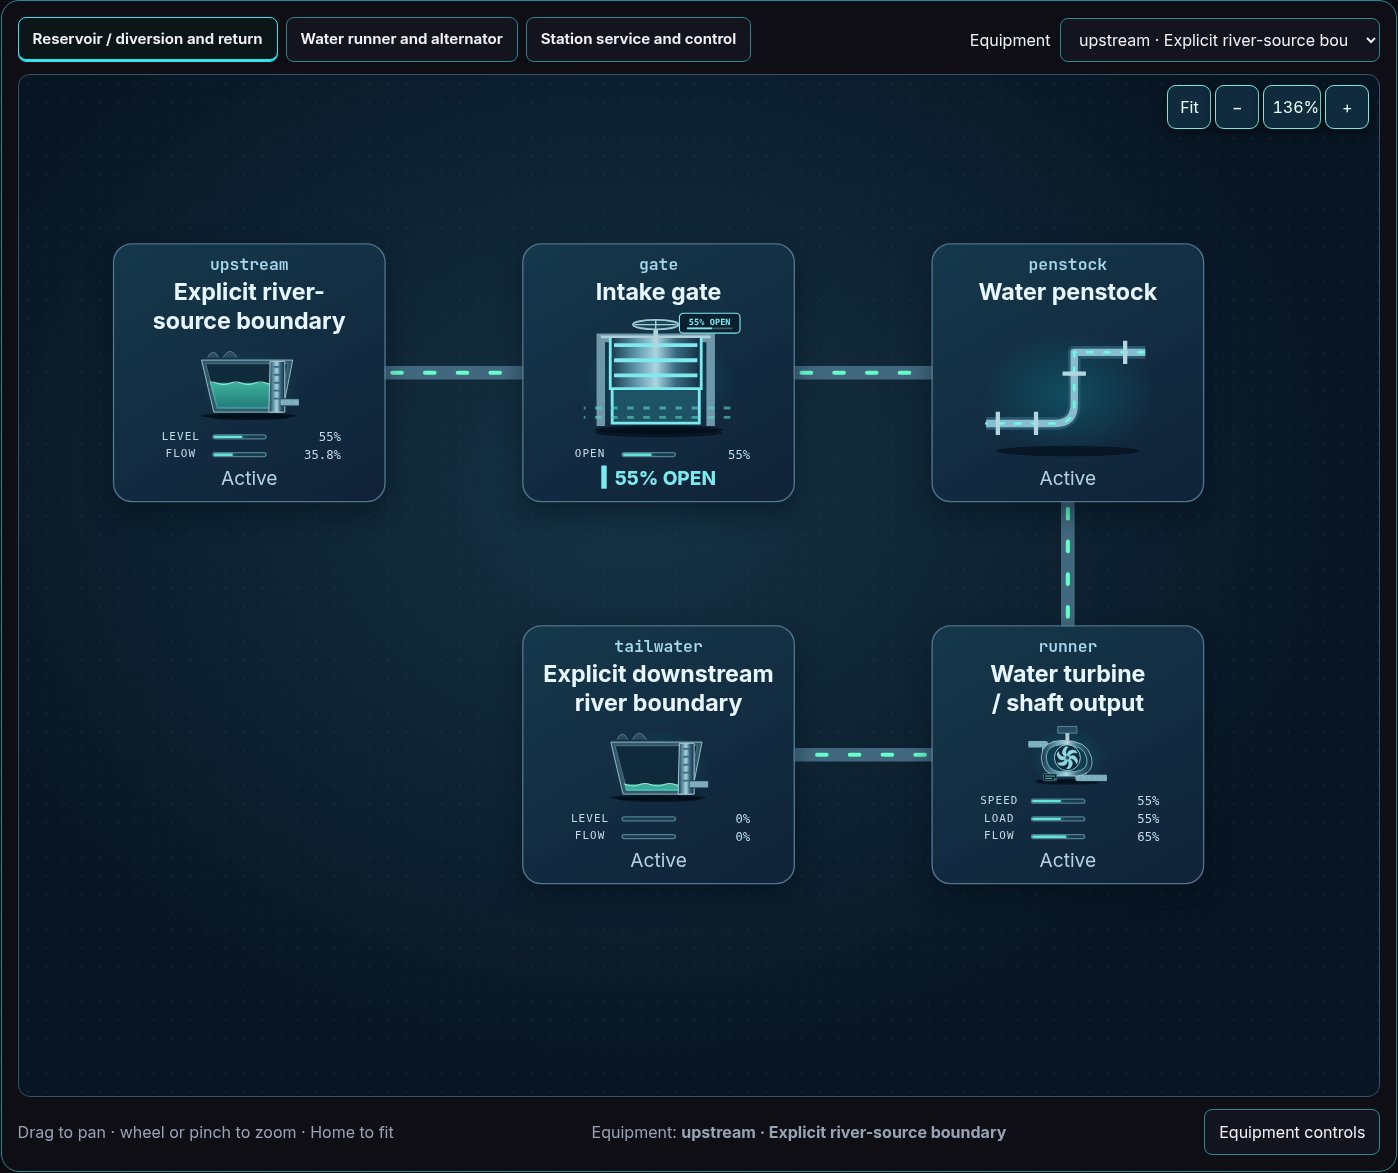 Reservoir / diversion and return
Water runner and alternator
Station service and control
Equipment
upstream · Explicit river-source bou
Fit
−
136%
+
upstream
Explicit river-
source boundary
LEVEL 55%
FLOW 35.8%
Active
gate
Intake gate
55% OPEN
OPEN 55%
55% OPEN
penstock
Water penstock
Active
tailwater
Explicit downstream
river boundary
LEVEL 0%
FLOW 0%
Active
runner
Water turbine
/ shaft output
SPEED 55%
LOAD 55%
FLOW 65%
Active
Drag to pan · wheel or pinch to zoom · Home to fit
Equipment: upstream · Explicit river-source boundary
Equipment controls